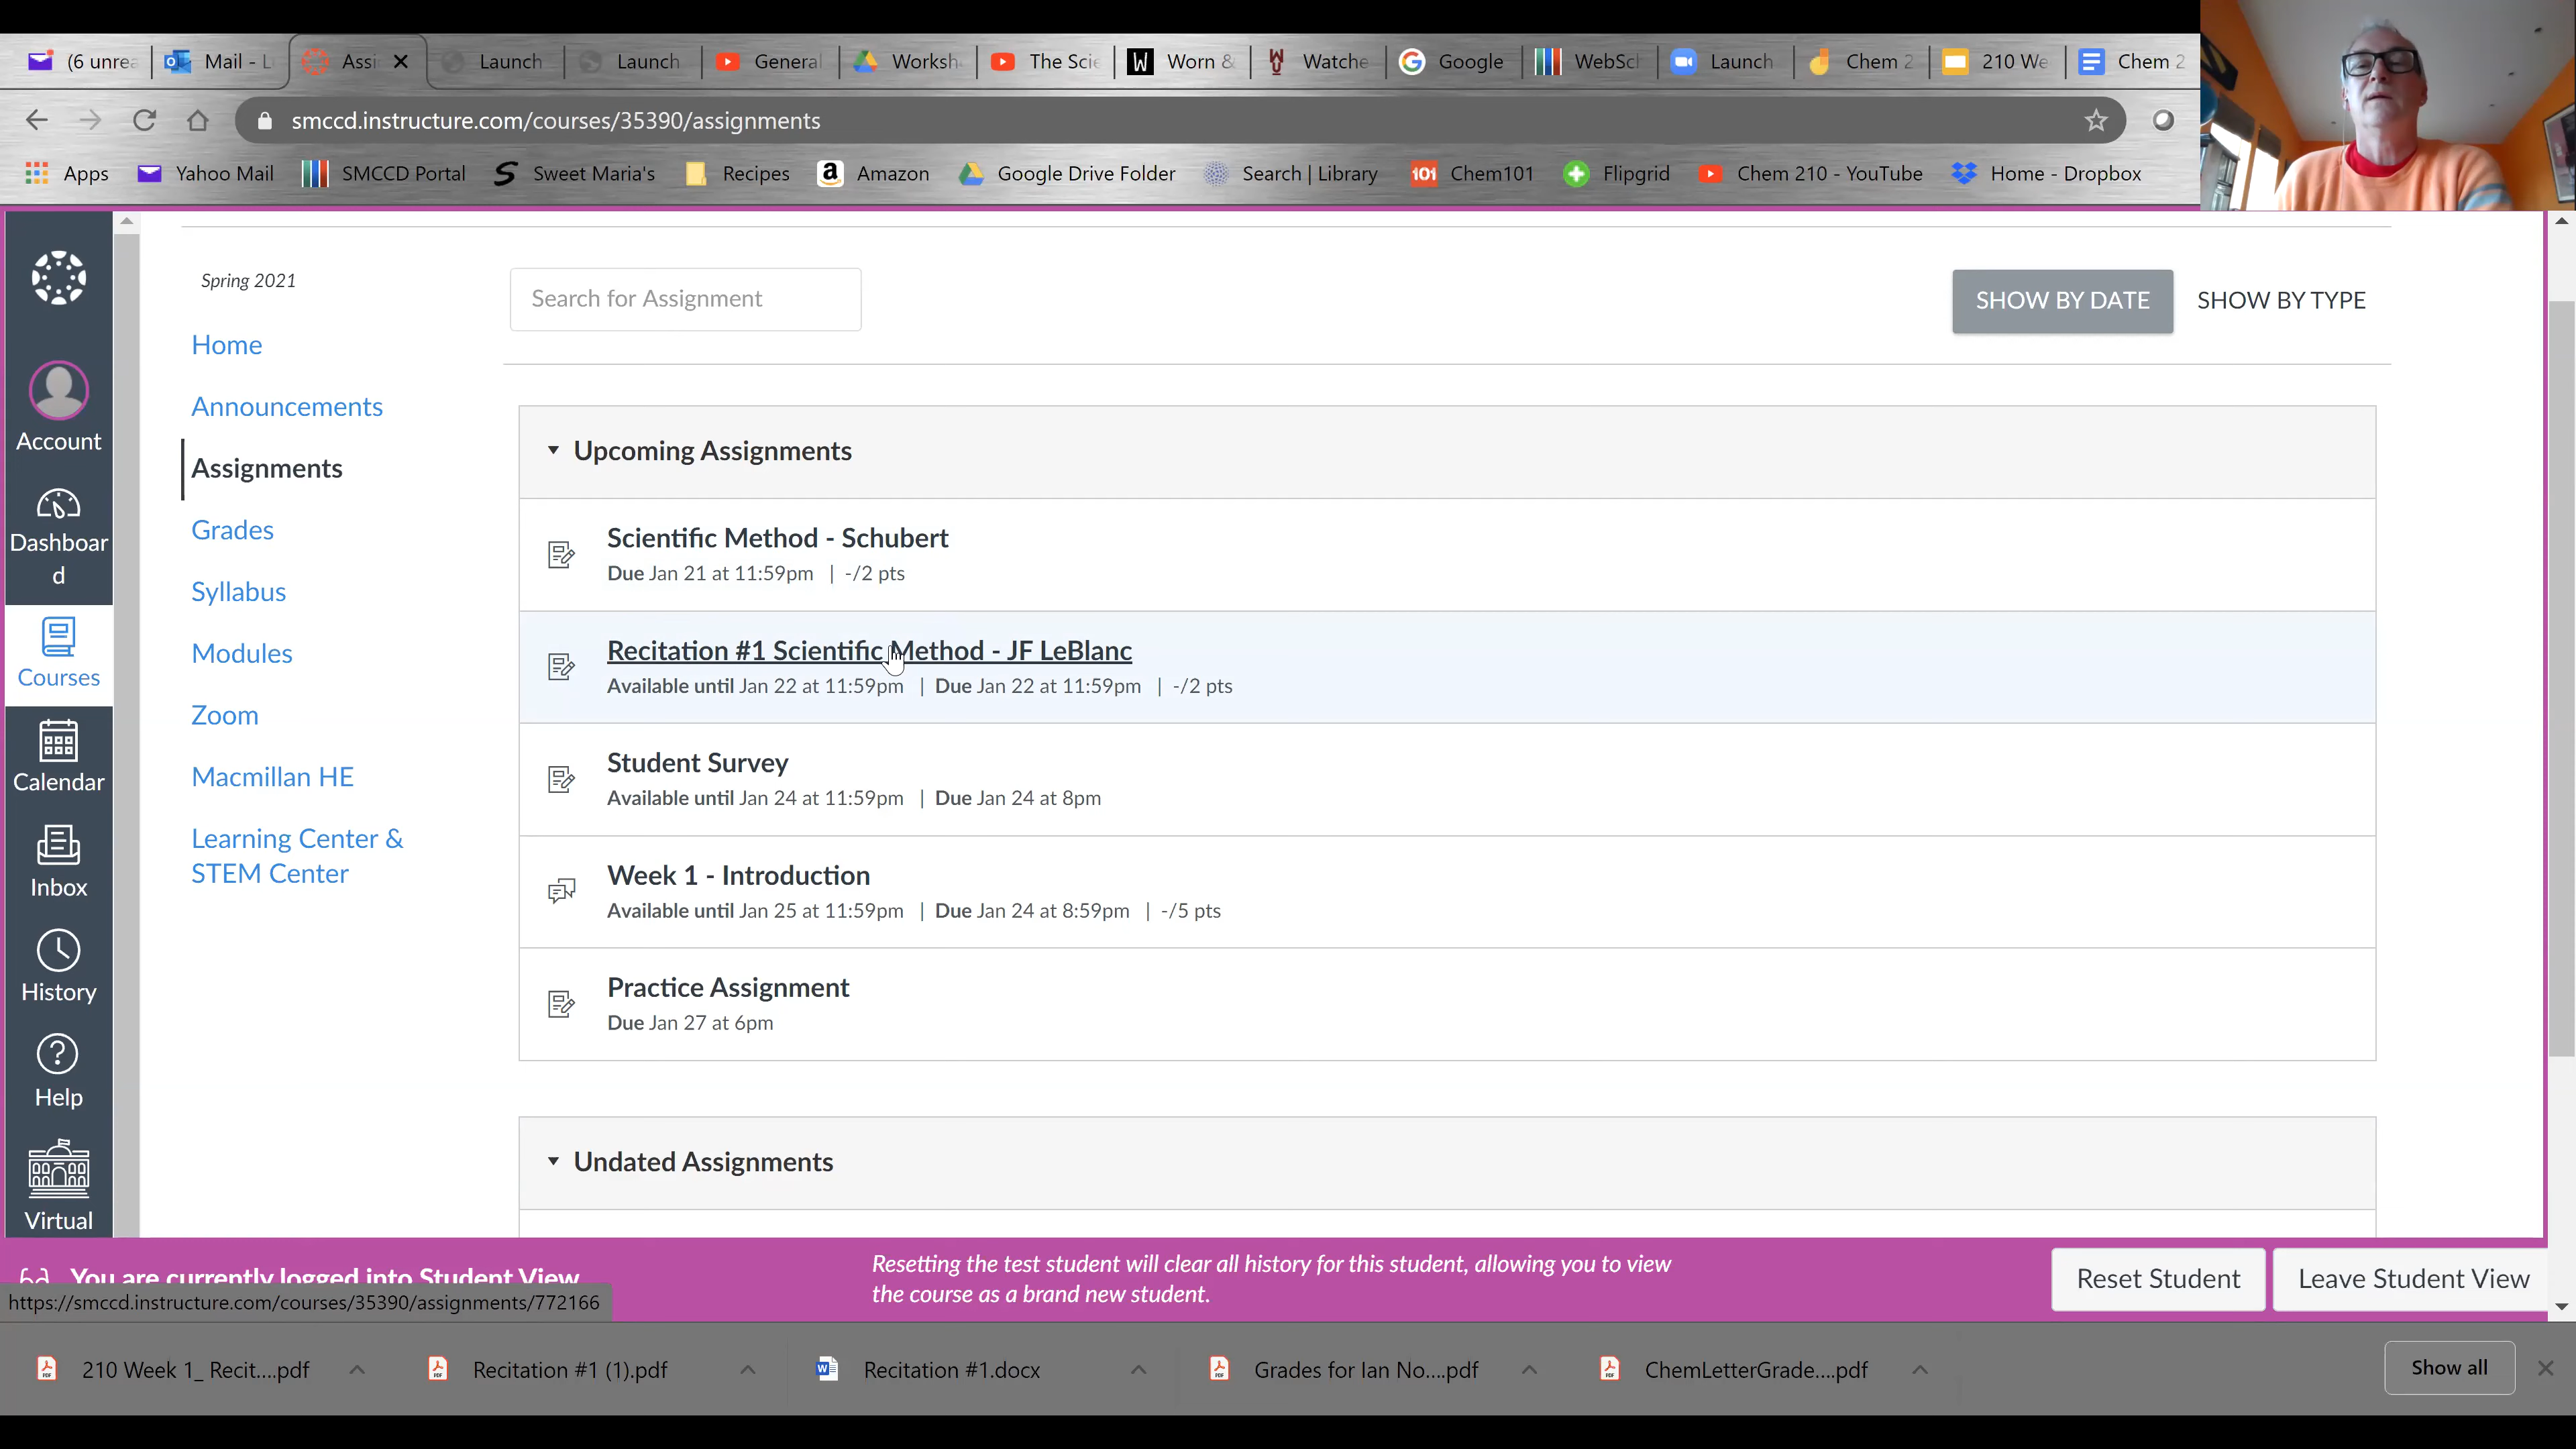 (6 unrea
Mail - L
Assi
Launch
Launch
General
Worksh
The Scie
Worn &
Watche
Google
WebSch
Launch
Chem 2
210 We
Chem 2
smccd.instructure.com/courses/35390/assignments
Apps
Yahoo Mail
SMCCD Portal
Sweet Maria's
Recipes
Amazon
Google Drive Folder
Search | Library
101 Chem101
Flipgrid
Chem 210 - YouTube
Home - Dropbox
Account
Dashboar
d
Courses
Calendar
Inbox
History
Help
Virtual
Spring 2021
Home
Announcements
Assignments
Grades
Syllabus
Modules
Zoom
Macmillan HE
Learning Center &
STEM Center
Search for Assignment
SHOW BY DATE
SHOW BY TYPE
Upcoming Assignments
Scientific Method - Schubert
Due Jan 21 at 11:59pm | -/2 pts
Recitation #1 Scientific Method - JF LeBlanc
Available until Jan 22 at 11:59pm | Due Jan 22 at 11:59pm | -/2 pts
Student Survey
Available until Jan 24 at 11:59pm | Due Jan 24 at 8pm
Week 1 - Introduction
Available until Jan 25 at 11:59pm | Due Jan 24 at 8:59pm | -/5 pts
Practice Assignment
Due Jan 27 at 6pm
Undated Assignments
You are currently logged into Student View
https://smccd.instructure.com/courses/35390/assignments/772166
Resetting the test student will clear all history for this student, allowing you to view
the course as a brand new student.
Reset Student
Leave Student View
210 Week 1_ Recit....pdf
Recitation #1 (1).pdf
Recitation #1.docx
Grades for Ian No....pdf
ChemLetterGrade....pdf
Show all